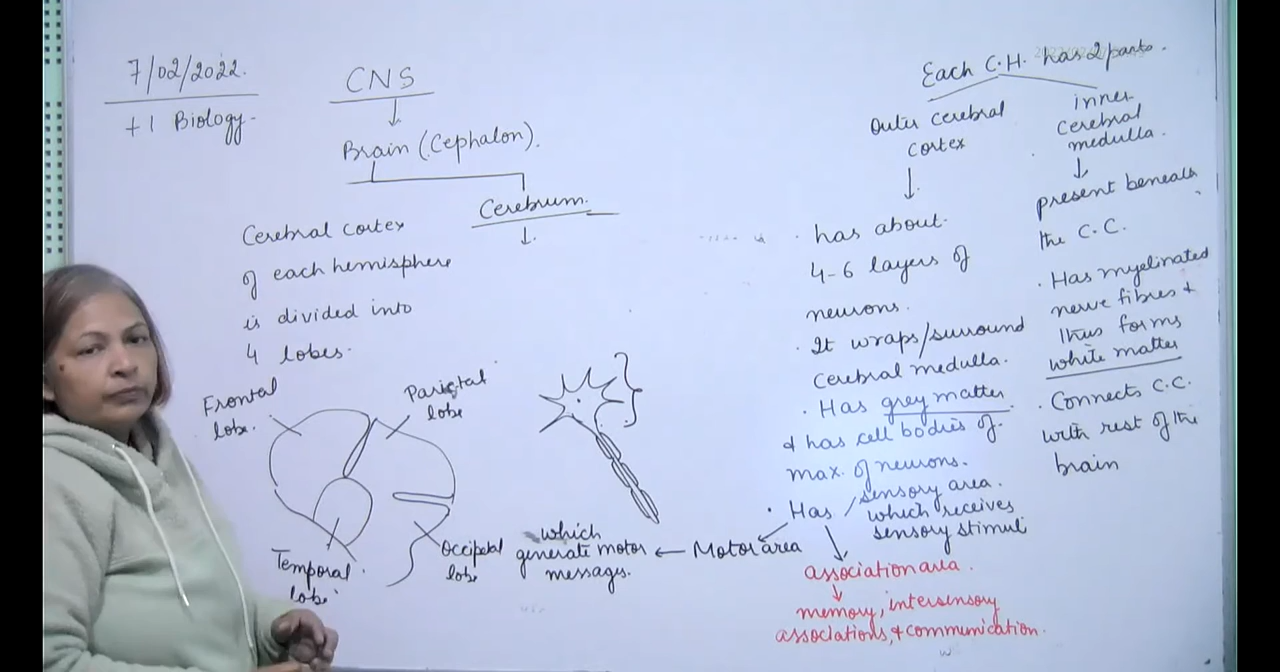 7/02/2022.
+1 Biology.
CNS
Brain (Cephalon).
Cerebrum.
Cerebral cortex
of each hemisphere
is divided into
4 lobes.
Frontal
lobe.
Parietal
lobe
Temporal
lobe
Occipetal
lobe
Each C.H. has 2 parts.
Outer cerebral
cortex
has about
4-6 layers of
neurons.
It wraps/surround
Cerebral medulla.
Has grey matter
& has cell bodies of
max. of neurons.
Has
sensory area.
which receives
sensory stimuli
Motor area
which
generate motor
messages.
association area.
memory, intersensory
associations, & communication.
inner
cerebral
medulla.
present beneath
the C.C.
Has myelinated
nerve fibres &
thus forms
white matter
Connects C.C.
with rest of the
brain